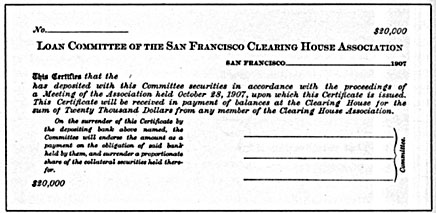 No. $20,000
LOAN COMMITTEE OF THE SAN FRANCISCO CLEARING HOUSE ASSOCIATION
SAN FRANCISCO, 1907
This Certifies that the
has deposited with this Committee securities in accordance with the proceedings of
a Meeting of the Association held October 28, 1907, upon which this Certificate is issued.
This Certificate will be received in payment of balances at the Clearing House for the
sum of Twenty Thousand Dollars from any member of the Clearing House Association.
On the surrender of this Certificate by
the depositing bank above named, the
Committee will endorse the amount as a
payment on the obligation of said bank
held by them, and surrender a proportionate
share of the collateral securities held there-
for.
Committee.
$20,000